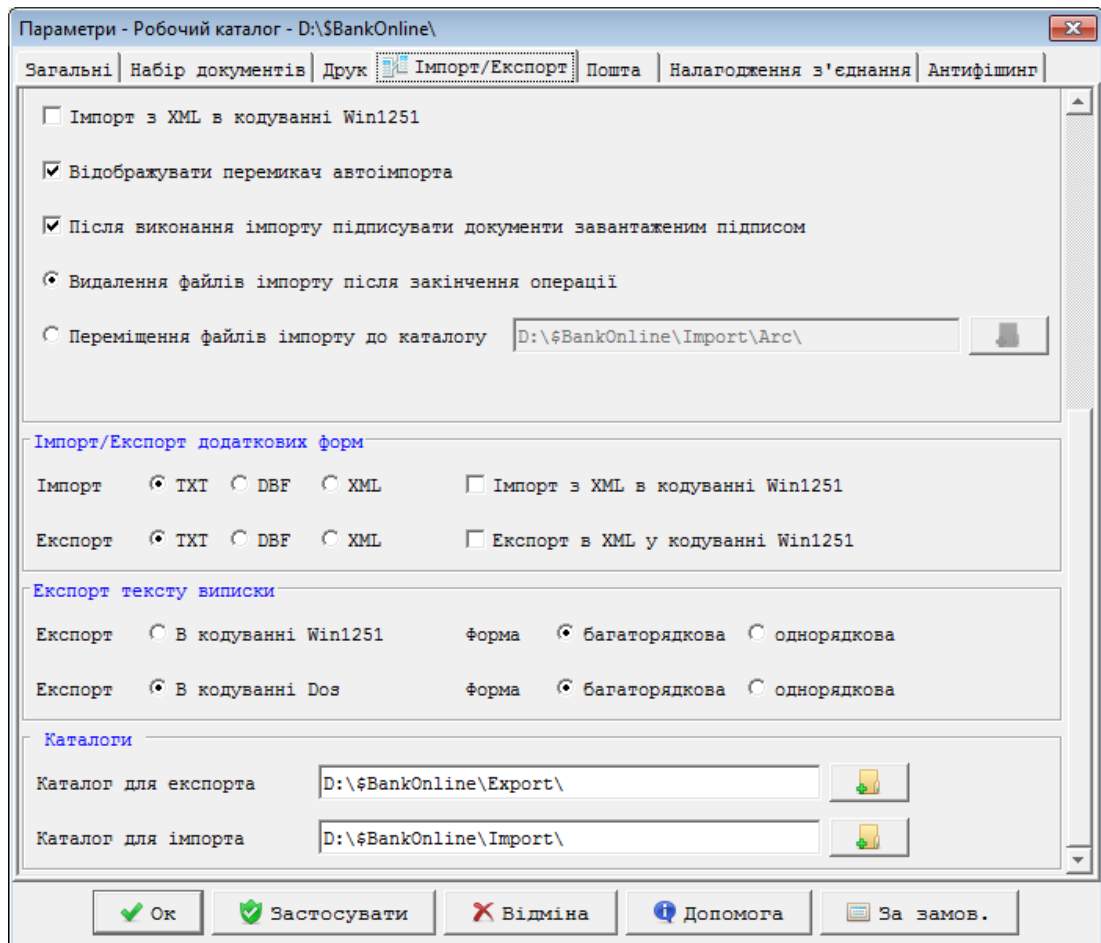 Параметри - Робочий каталог - D:\$BankOnline\
Загальні Набір документів Друк Імпорт/Експорт Пошта Налагодження з'єднання Антифішинг
Імпорт з XML в кодуванні Win1251
Відображувати перемикач автоімпорта
Після виконання імпорту підписувати документи завантаженим підписом
Видалення файлів імпорту після закінчення операції
Переміщення файлів імпорту до каталогу D:\$BankOnline\Import\Arc\
Імпорт/Експорт додаткових форм
Імпорт TXT DBF XML Імпорт з XML в кодуванні Win1251
Експорт TXT DBF XML Експорт в XML у кодуванні Win1251
Експорт тексту виписки
Експорт В кодуванні Win1251 Форма багаторядкова однорядкова
Експорт В кодуванні Dos Форма багаторядкова однорядкова
Каталоги
Каталог для експорта D:\$BankOnline\Export\
Каталог для імпорта D:\$BankOnline\Import\
Ок Застосувати Відміна Допомога За замов.